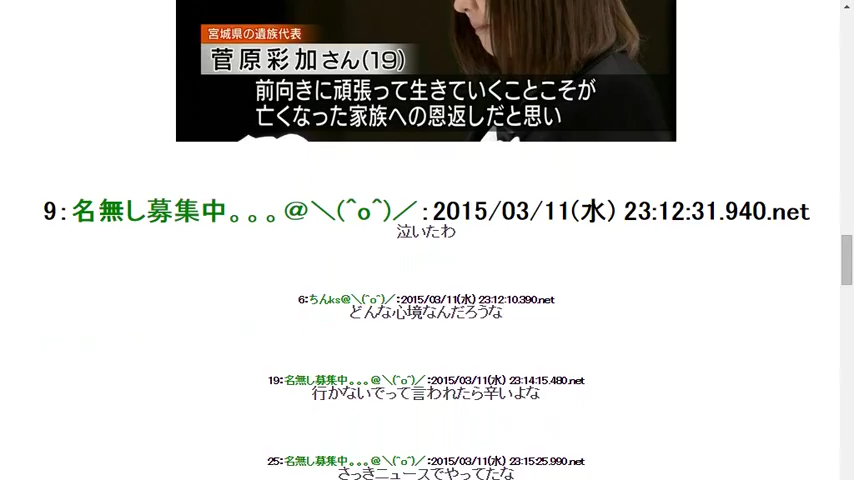 宮城県の遺族代表
菅原彩加さん(19)
前向きに頑張って生きていくことこそが
亡くなった家族への恩返しだと思い
9：名無し募集中。。。＠＼(^o^)／：2015/03/11(水) 23:12:31.940.net
泣いたわ
6：ちんks＠＼(^o^)／：2015/03/11(水) 23:12:10.390.net
どんな心境なんだろうな
19：名無し募集中。。。＠＼(^o^)／：2015/03/11(水) 23:14:15.480.net
行かないでって言われたら辛いよな
25：名無し募集中。。。＠＼(^o^)／：2015/03/11(水) 23:15:25.990.net
さっきニュースでやってたな